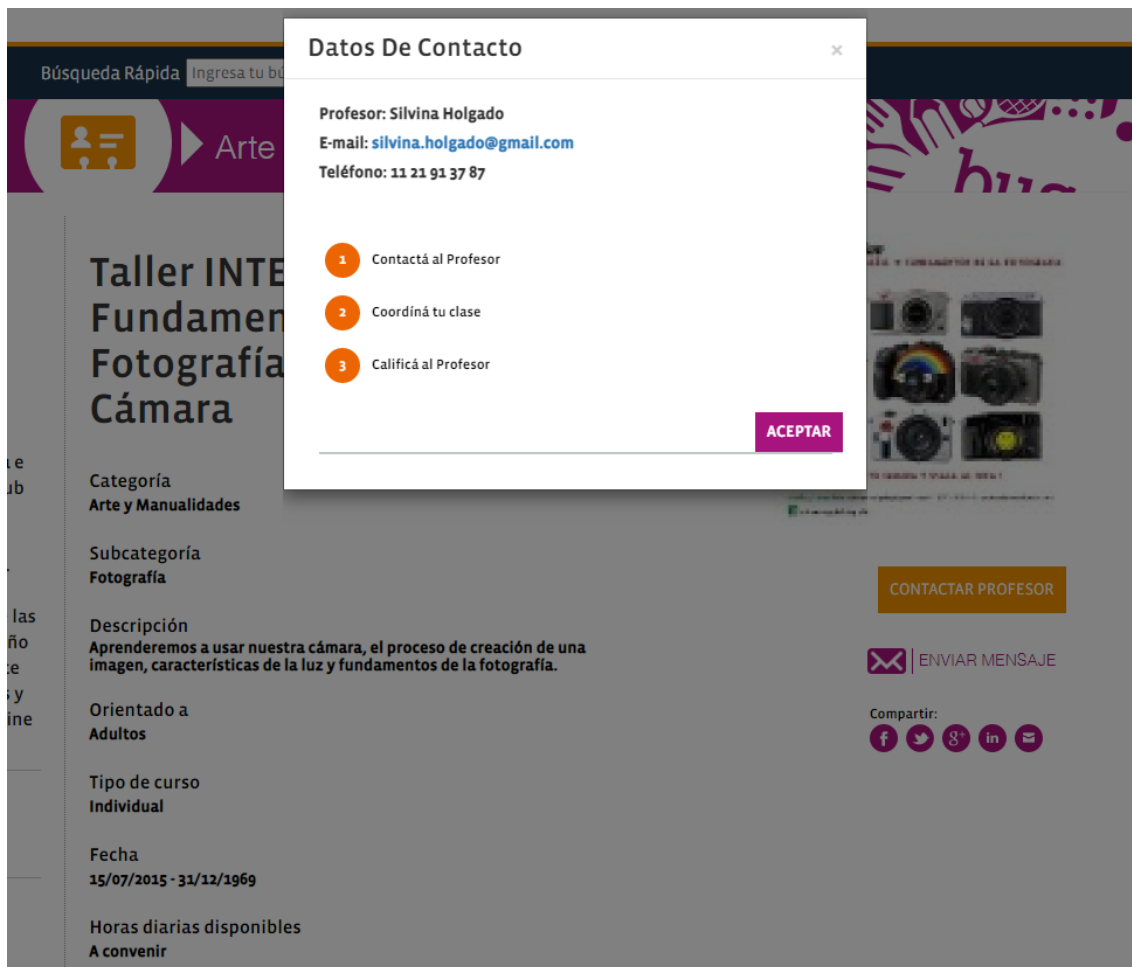 Datos De Contacto
×
Búsqueda Rápida Ingresa tu bú
Profesor: Silvina Holgado
E-mail: silvina.holgado@gmail.com
Teléfono: 11 21 91 37 87
Arte
1 Contactá al Profesor
2 Coordíná tu clase
3 Calificá al Profesor
ACEPTAR
Taller INTE
Fundamen
Fotografía
Cámara
Categoría
Arte y Manualidades
Subcategoría
Fotografía
Descripción
Aprenderemos a usar nuestra cámara, el proceso de creación de una
imagen, características de la luz y fundamentos de la fotografía.
Orientado a
Adultos
Tipo de curso
Individual
Fecha
15/07/2015 - 31/12/1969
Horas diarias disponibles
A convenir
las
ño
s y
ine
CONTACTAR PROFESOR
ENVIAR MENSAJE
Compartir: